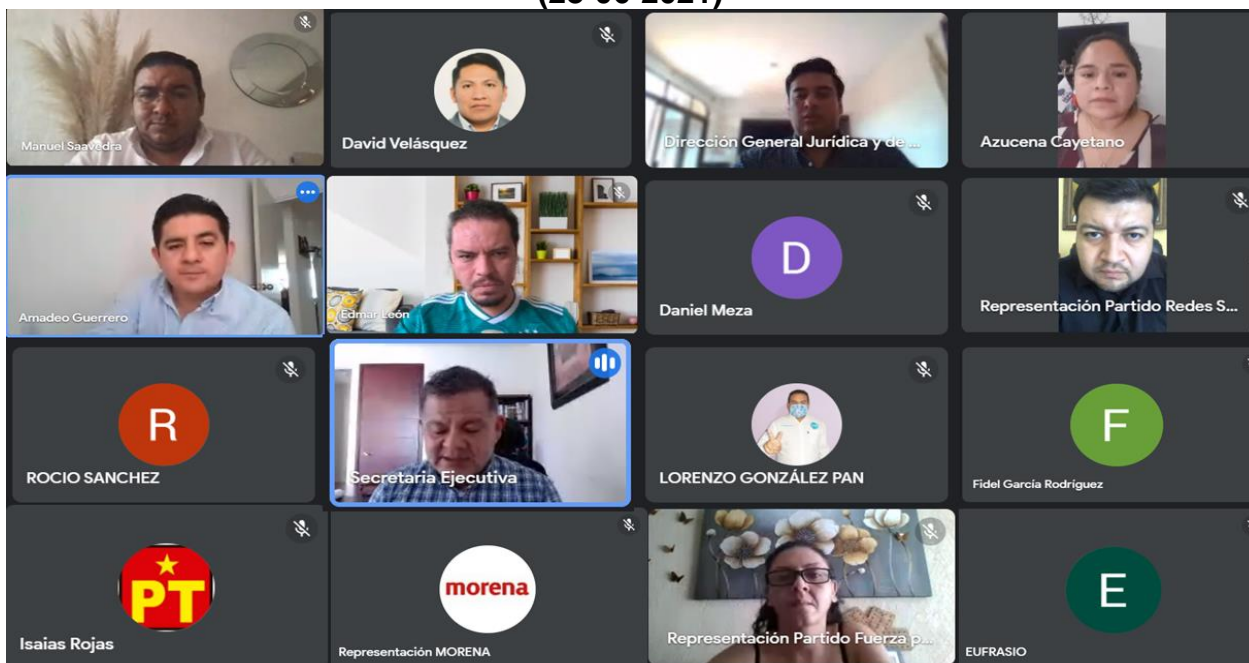 Manuel Saavedra
David Velásquez
Dirección General Jurídica y de ...
Azucena Cayetano
Amadeo Guerrero
Edmar León
D
Daniel Meza
Representación Partido Redes S...
R
ROCIO SANCHEZ
Secretaria Ejecutiva
LORENZO GONZÁLEZ PAN
F
Fidel García Rodríguez
PT
Isaias Rojas
morena
Representación MORENA
Representación Partido Fuerza p...
E
EUFRASIO